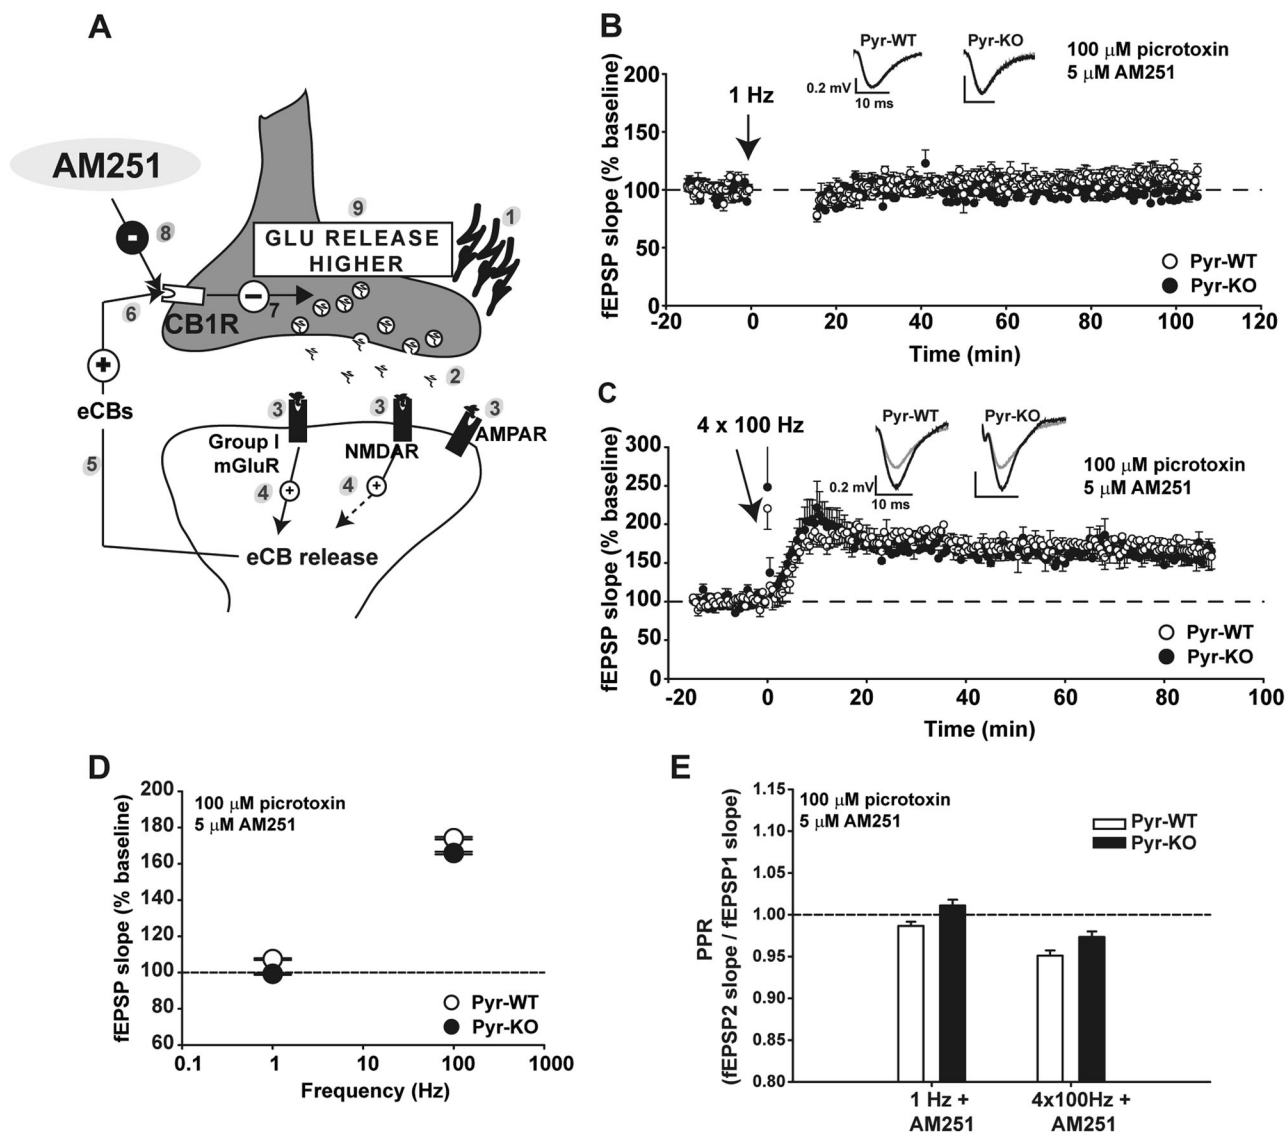 A
AM251
8
9
GLU RELEASE
HIGHER
1
6
CB1R
7
2
eCBs
3
3
3
Group I
mGluR
NMDAR
AMPAR
5
4
4
eCB release
B
Pyr-WT
Pyr-KO
100 μM picrotoxin
5 μM AM251
0.2 mV
10 ms
1 Hz
fEPSP slope (% baseline)
200
150
100
50
0
Pyr-WT
Pyr-KO
-20
0
20
40
60
80
100
120
Time (min)
C
4 x 100 Hz
Pyr-WT
Pyr-KO
100 μM picrotoxin
5 μM AM251
0.2 mV
10 ms
fEPSP slope (% baseline)
300
250
200
150
100
50
0
Pyr-WT
Pyr-KO
-20
0
20
40
60
80
100
Time (min)
D
100 μM picrotoxin
5 μM AM251
fEPSP slope (% baseline)
200
180
160
140
120
100
80
60
Pyr-WT
Pyr-KO
0.1
1
10
100
1000
Frequency (Hz)
E
100 μM picrotoxin
5 μM AM251
PPR
(fEPSP2 slope / fEPSP1 slope)
1.15
1.10
1.05
1.00
0.95
0.90
0.85
0.80
Pyr-WT
Pyr-KO
1 Hz +
AM251
4x100Hz +
AM251